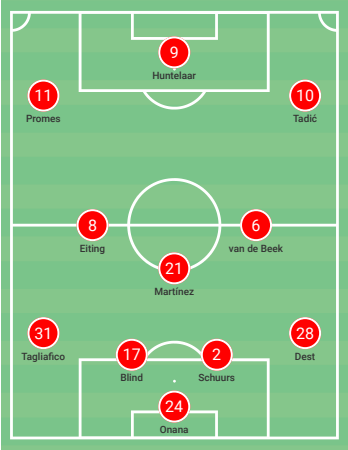 9
Huntelaar
11
10
Promes
Tadić
8
6
Eiting
van de Beek
21
Martínez
31
28
Tagliafico
Dest
17
2
Blind
Schuurs
24
Onana